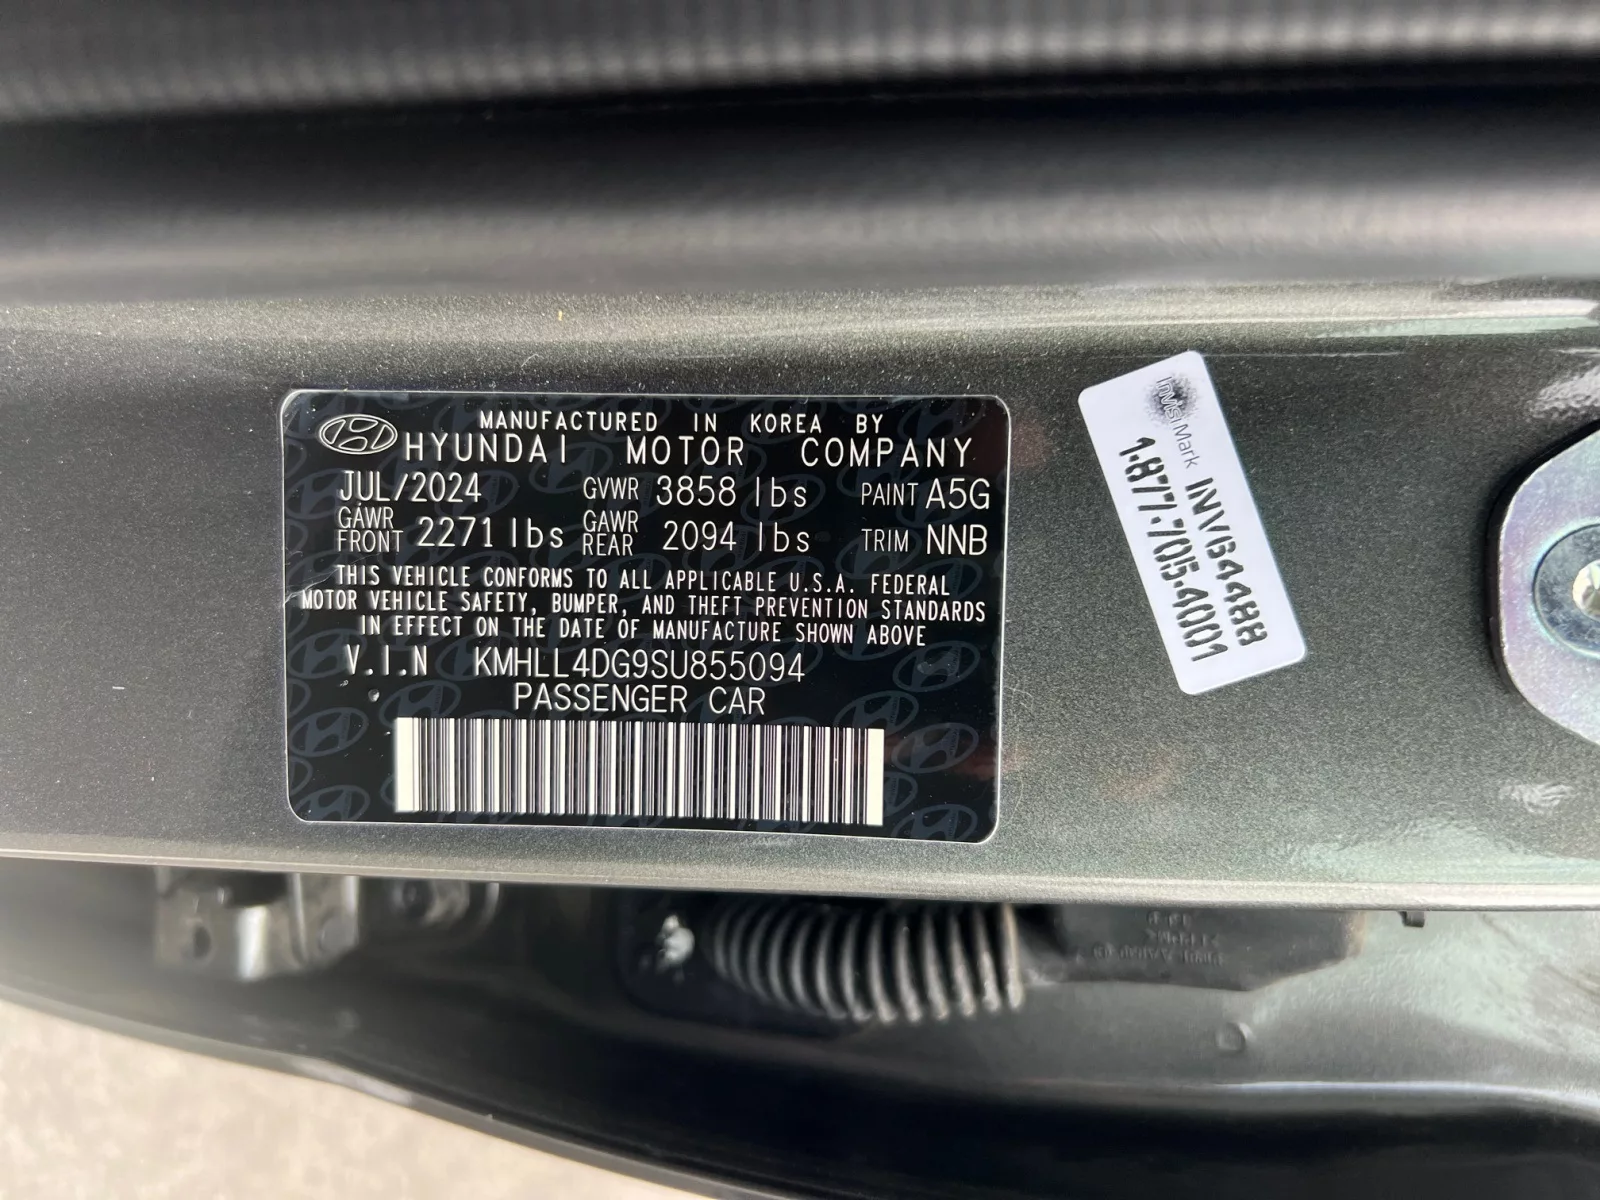 MANUFACTURED IN KOREA BY
HYUNDAI MOTOR COMPANY
JUL/2024 GVWR 3858 lbs PAINT A5G
GAWR FRONT 2271 lbs GAWR REAR 2094 lbs TRIM NNB
THIS VEHICLE CONFORMS TO ALL APPLICABLE U.S.A. FEDERAL
MOTOR VEHICLE SAFETY, BUMPER, AND THEFT PREVENTION STANDARDS
IN EFFECT ON THE DATE OF MANUFACTURE SHOWN ABOVE
V.I.N KMHLL4DG9SU855094
PASSENGER CAR
InVisiMark INV64488
1-877-705-4001